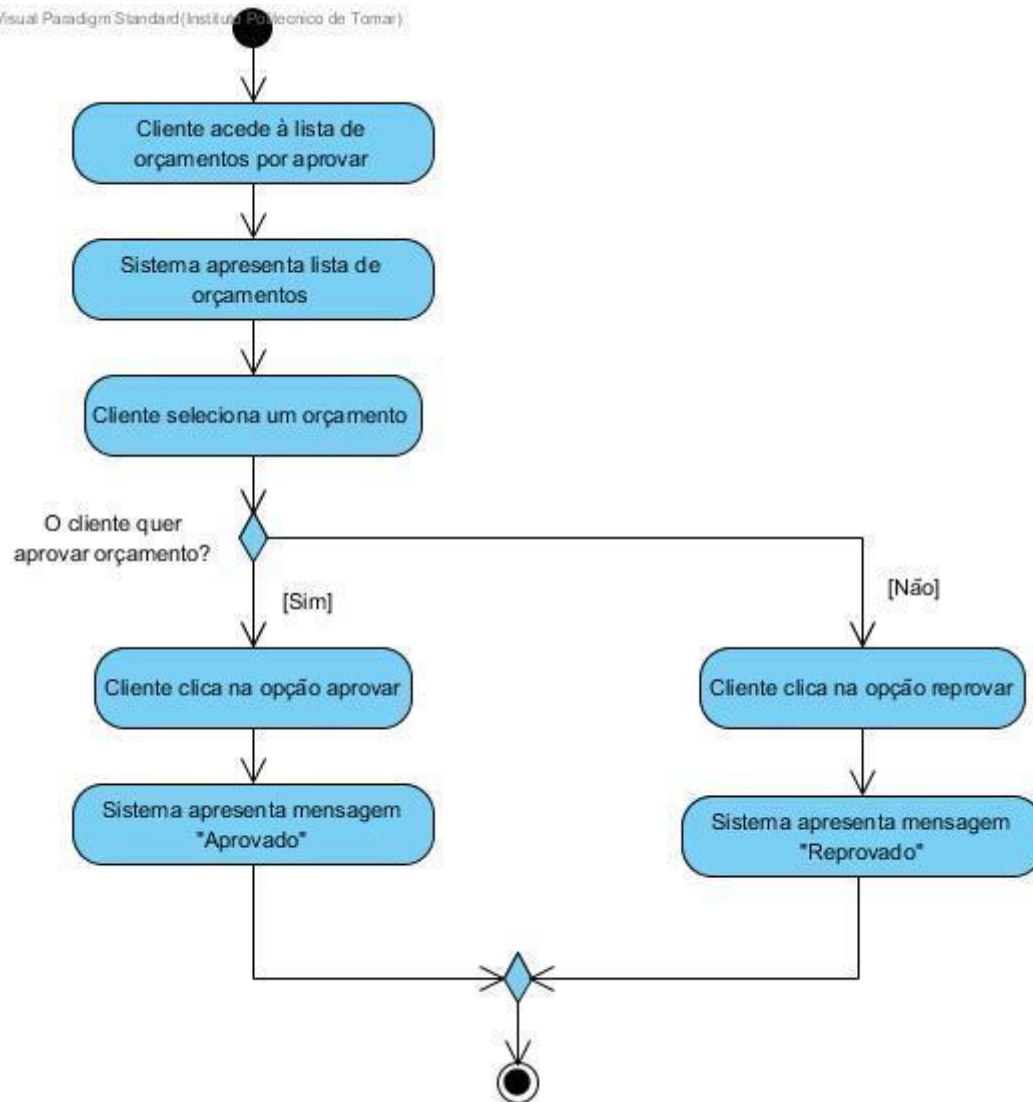 Visual Paradigm Standard(Instituto Politecnico de Tomar)
Cliente acede à lista de
orçamentos por aprovar
Sistema apresenta lista de
orçamentos
Cliente seleciona um orçamento
O cliente quer
aprovar orçamento?
[Sim]
[Não]
Cliente clica na opção aprovar
Cliente clica na opção reprovar
Sistema apresenta mensagem
"Aprovado"
Sistema apresenta mensagem
"Reprovado"